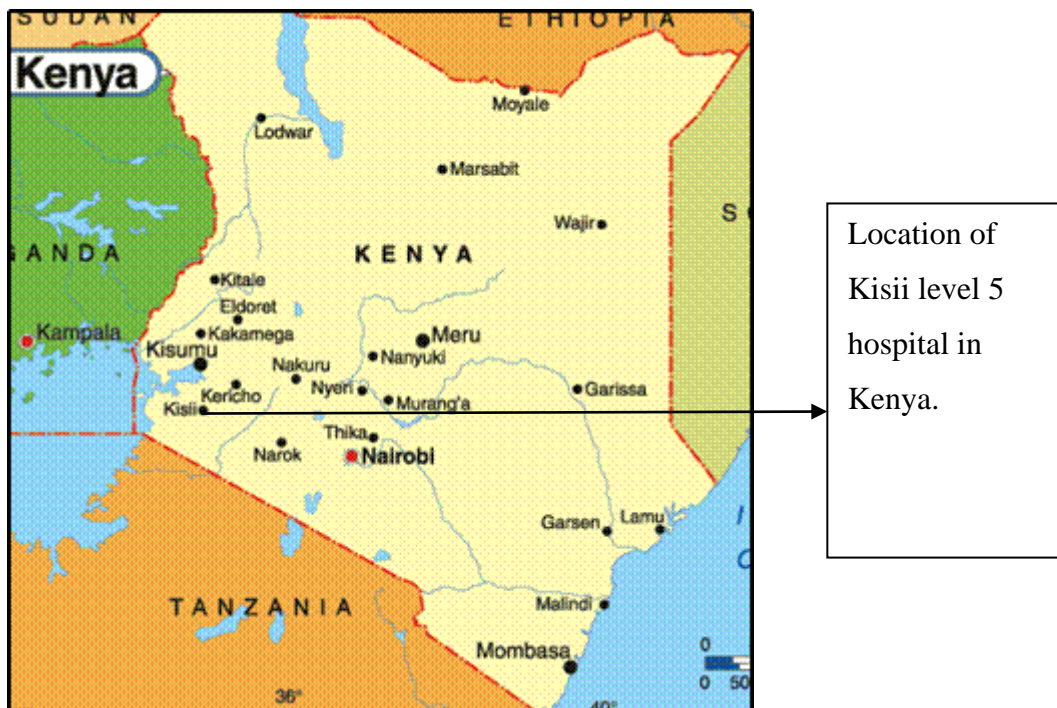 SUDAN
ETHIOPIA
Kenya
Moyale
Lodwar
Marsabit
Wajir
S
GANDA
KENYA
Kitale
Eldoret
Kampala
Kakamega
Meru
Kisumu
Nanyuki
Nakuru
Kericho
Nyeri
Garissa
Murang'a
Kisii
Thika
Narok
Nairobi
Garsen
Lamu
I
TANZANIA
Malindi
Mombasa
0
0 50
36°
Location of
Kisii level 5
hospital in
Kenya.